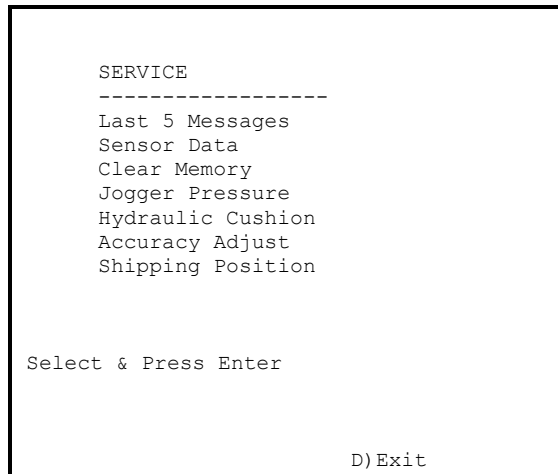 SERVICE
------------------
Last 5 Messages
Sensor Data
Clear Memory
Jogger Pressure
Hydraulic Cushion
Accuracy Adjust
Shipping Position
Select & Press Enter
D)Exit